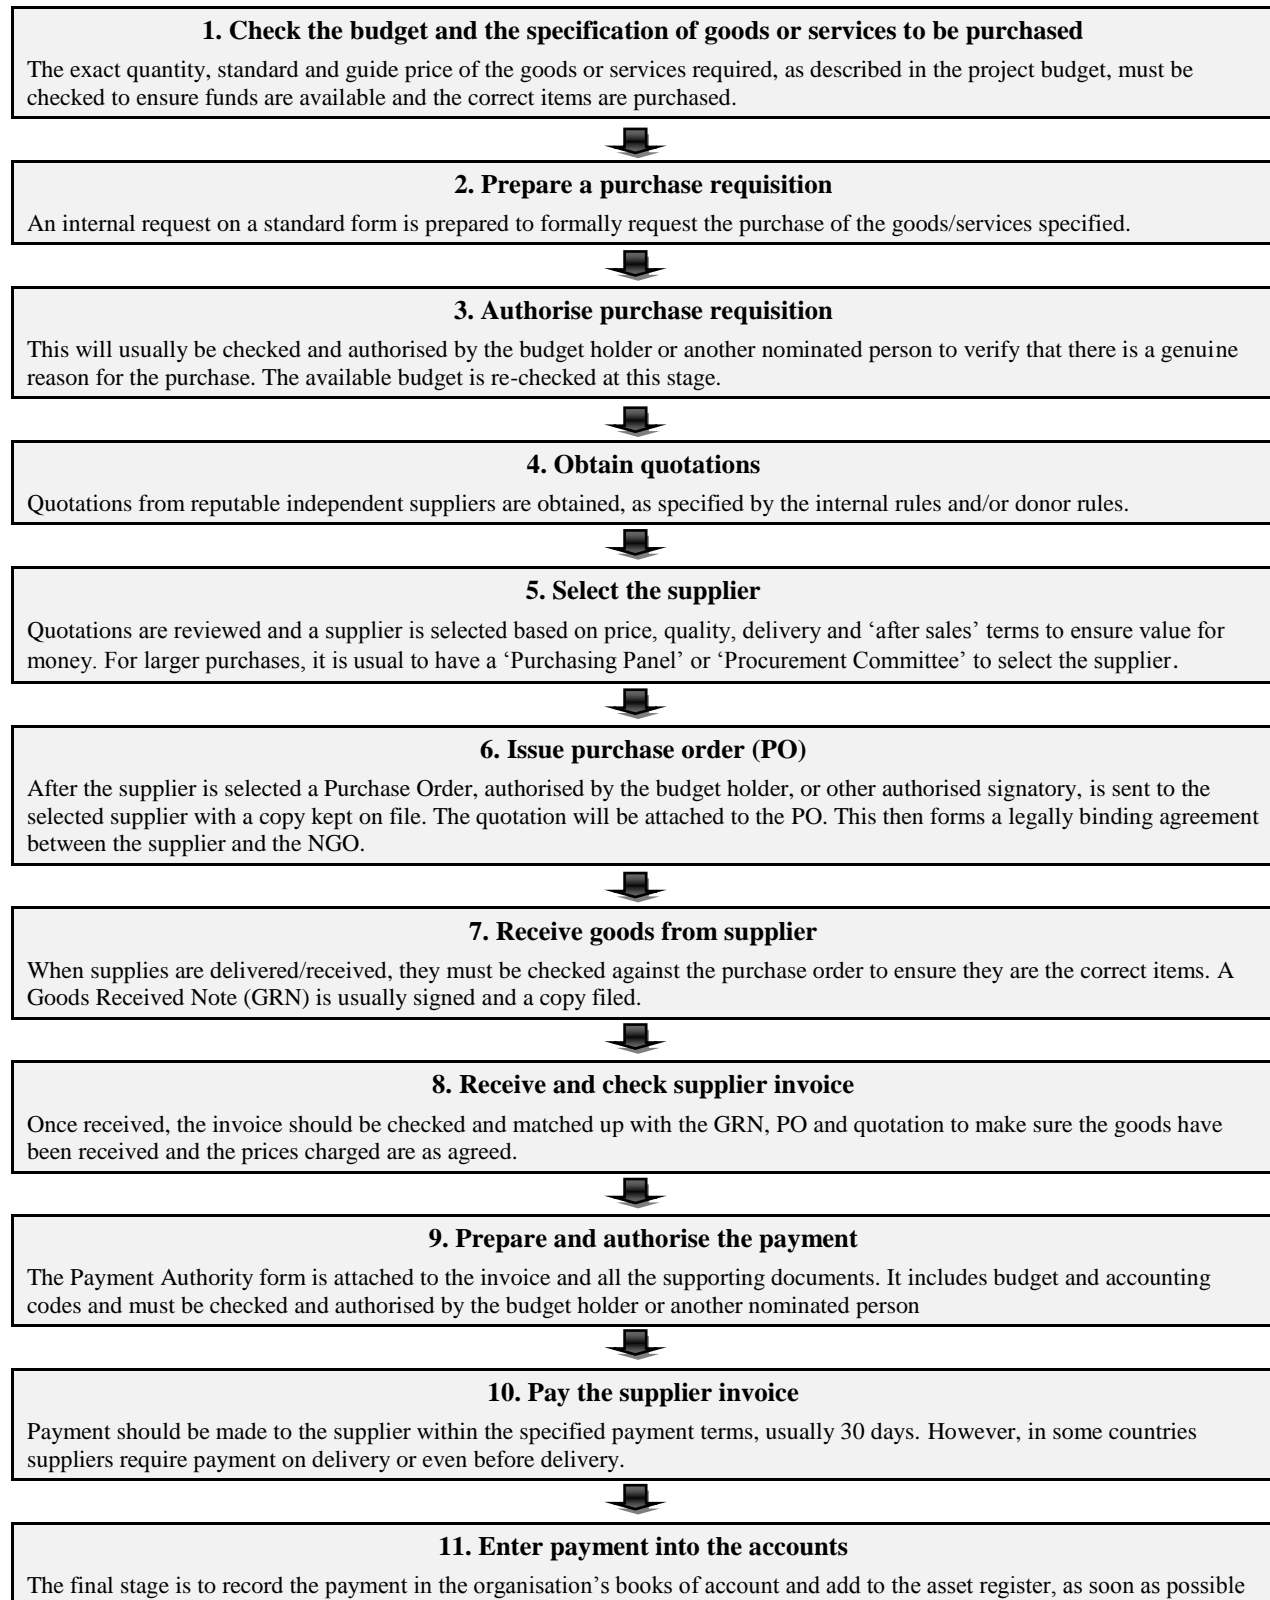 1. Check the budget and the specification of goods or services to be purchased
The exact quantity, standard and guide price of the goods or services required, as described in the project budget, must be
checked to ensure funds are available and the correct items are purchased.
2. Prepare a purchase requisition
An internal request on a standard form is prepared to formally request the purchase of the goods/services specified.
3. Authorise purchase requisition
This will usually be checked and authorised by the budget holder or another nominated person to verify that there is a genuine
reason for the purchase. The available budget is re-checked at this stage.
4. Obtain quotations
Quotations from reputable independent suppliers are obtained, as specified by the internal rules and/or donor rules.
5. Select the supplier
Quotations are reviewed and a supplier is selected based on price, quality, delivery and ‘after sales’ terms to ensure value for
money. For larger purchases, it is usual to have a ‘Purchasing Panel’ or ‘Procurement Committee’ to select the supplier.
6. Issue purchase order (PO)
After the supplier is selected a Purchase Order, authorised by the budget holder, or other authorised signatory, is sent to the
selected supplier with a copy kept on file. The quotation will be attached to the PO. This then forms a legally binding agreement
between the supplier and the NGO.
7. Receive goods from supplier
When supplies are delivered/received, they must be checked against the purchase order to ensure they are the correct items. A
Goods Received Note (GRN) is usually signed and a copy filed.
8. Receive and check supplier invoice
Once received, the invoice should be checked and matched up with the GRN, PO and quotation to make sure the goods have
been received and the prices charged are as agreed.
9. Prepare and authorise the payment
The Payment Authority form is attached to the invoice and all the supporting documents. It includes budget and accounting
codes and must be checked and authorised by the budget holder or another nominated person
10. Pay the supplier invoice
Payment should be made to the supplier within the specified payment terms, usually 30 days. However, in some countries
suppliers require payment on delivery or even before delivery.
11. Enter payment into the accounts
The final stage is to record the payment in the organisation’s books of account and add to the asset register, as soon as possible